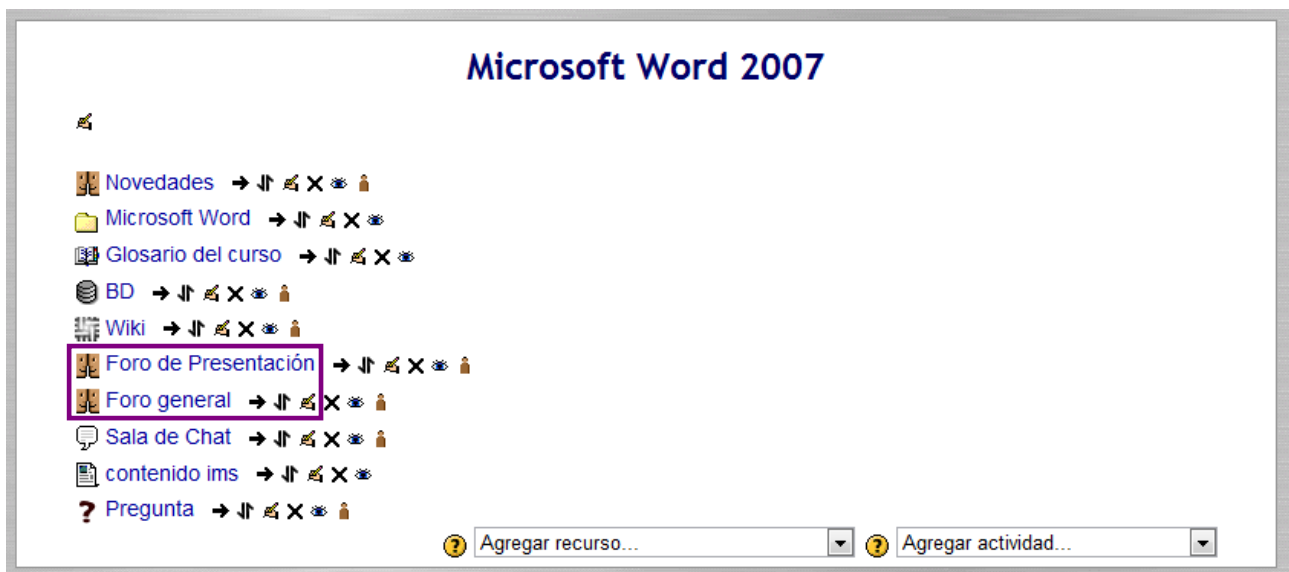 Microsoft Word 2007
Novedades
Microsoft Word
Glosario del curso
BD
Wiki
Foro de Presentación
Foro general
Sala de Chat
contenido ims
Pregunta
Agregar recurso... Agregar actividad...